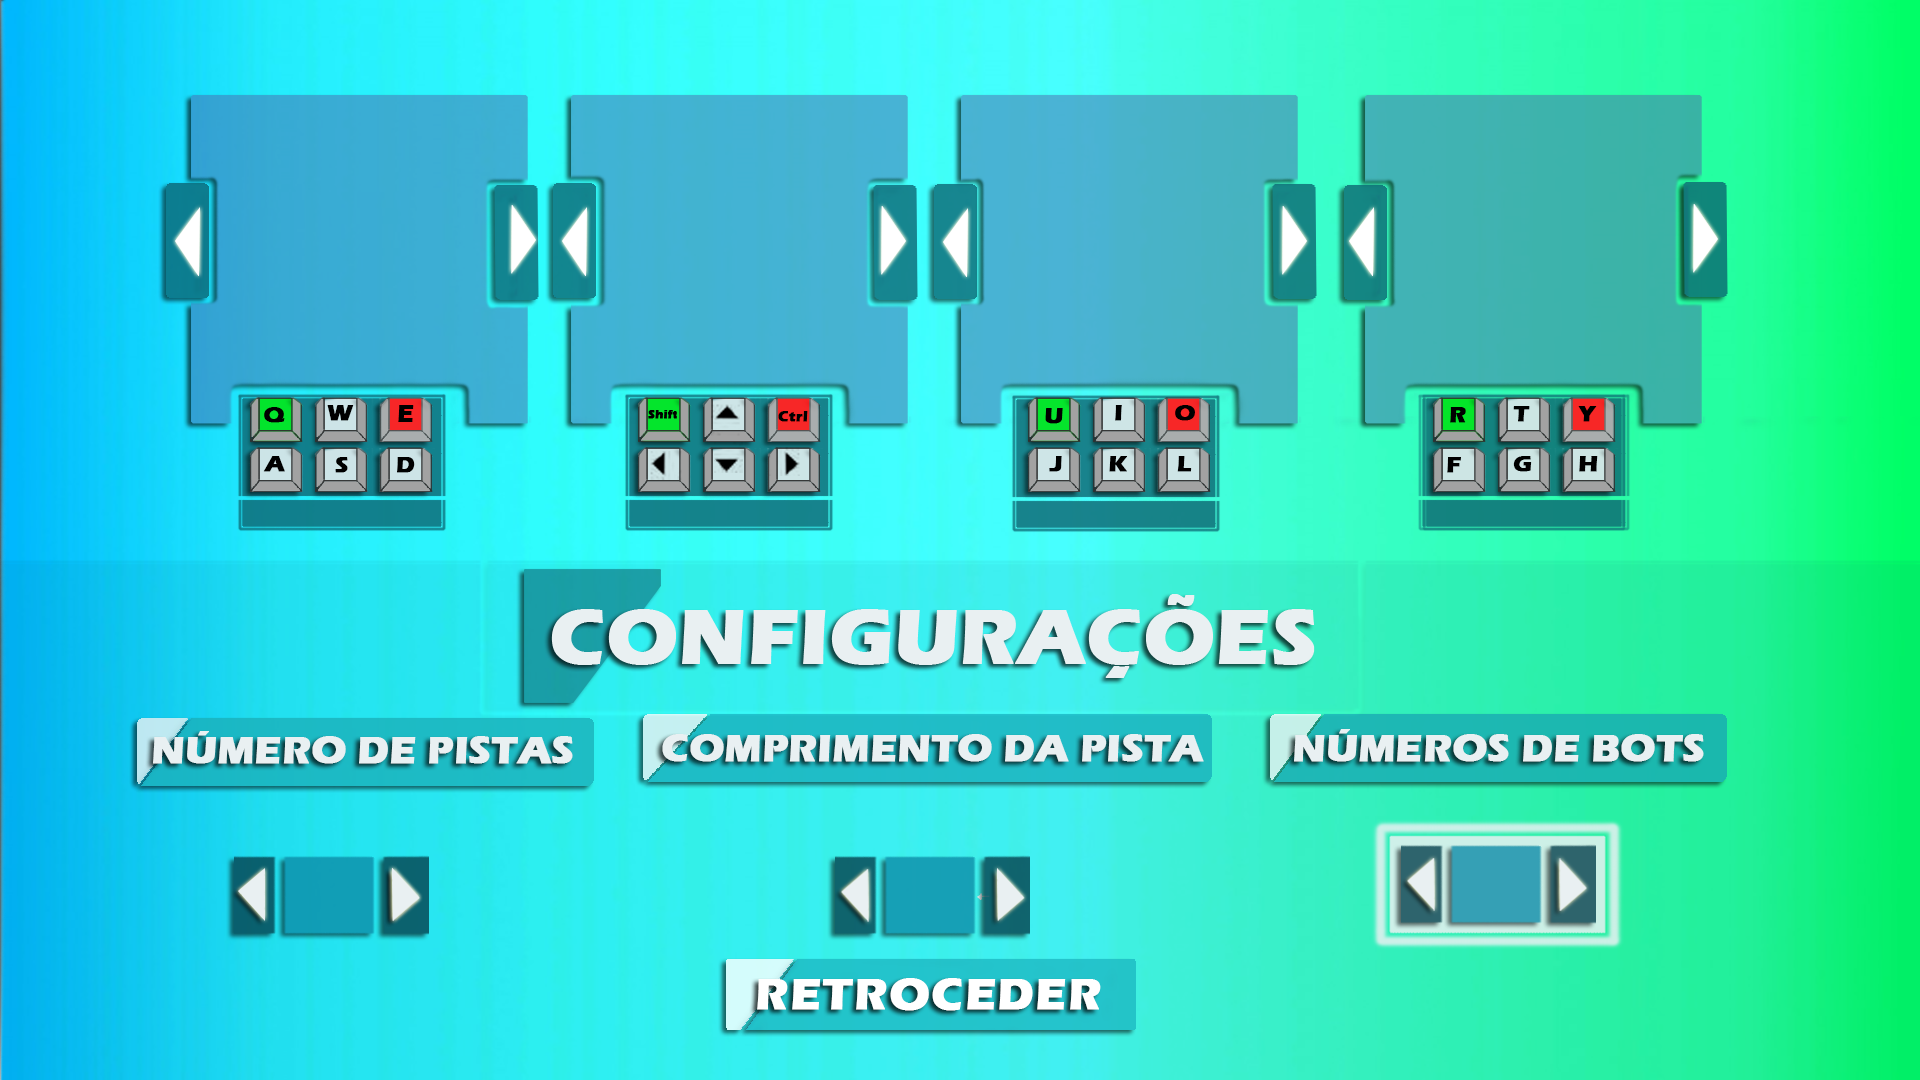 Q W E
A S D
Shift Ctrl
U I O
J K L
R T Y
F G H
CONFIGURAÇÕES
NÚMERO DE PISTAS
COMPRIMENTO DA PISTA
NÚMEROS DE BOTS
RETROCEDER